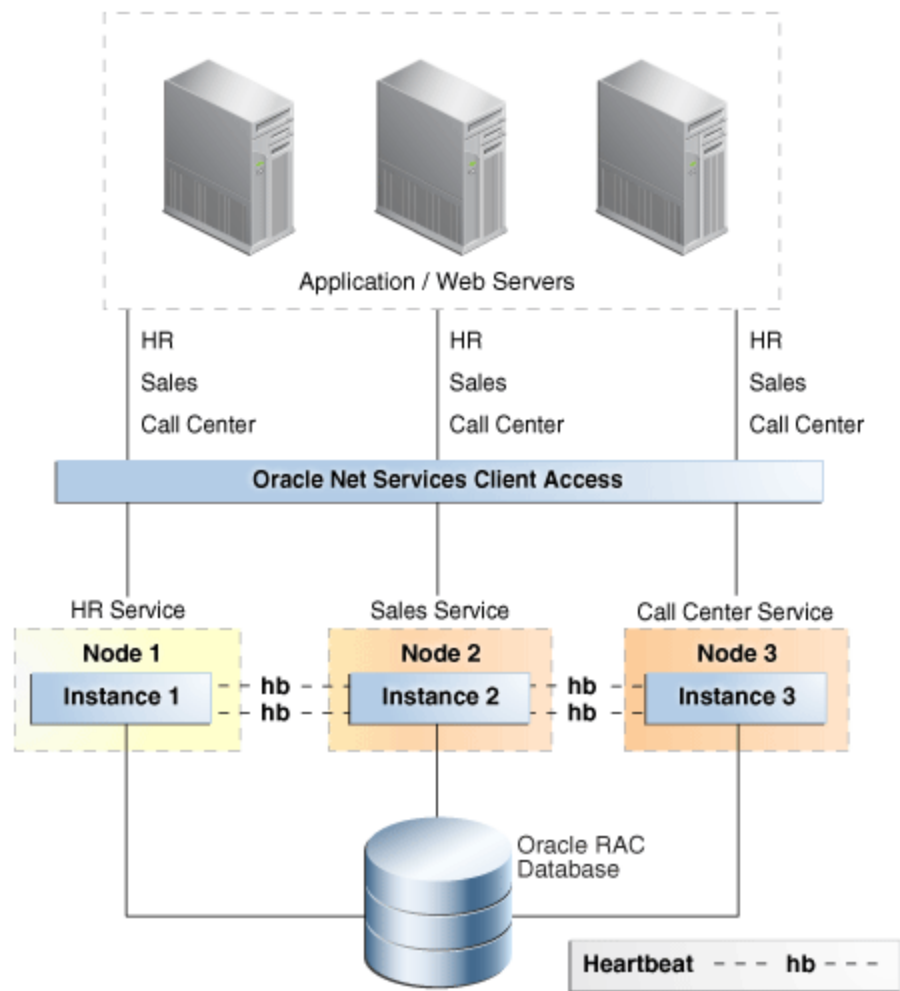 Application / Web Servers
HR
Sales
Call Center
HR
Sales
Call Center
HR
Sales
Call Center
Oracle Net Services Client Access
HR Service
Sales Service
Call Center Service
Node 1
Instance 1
hb
hb
Node 2
Instance 2
hb
hb
Node 3
Instance 3
Oracle RAC
Database
Heartbeat --- hb ---